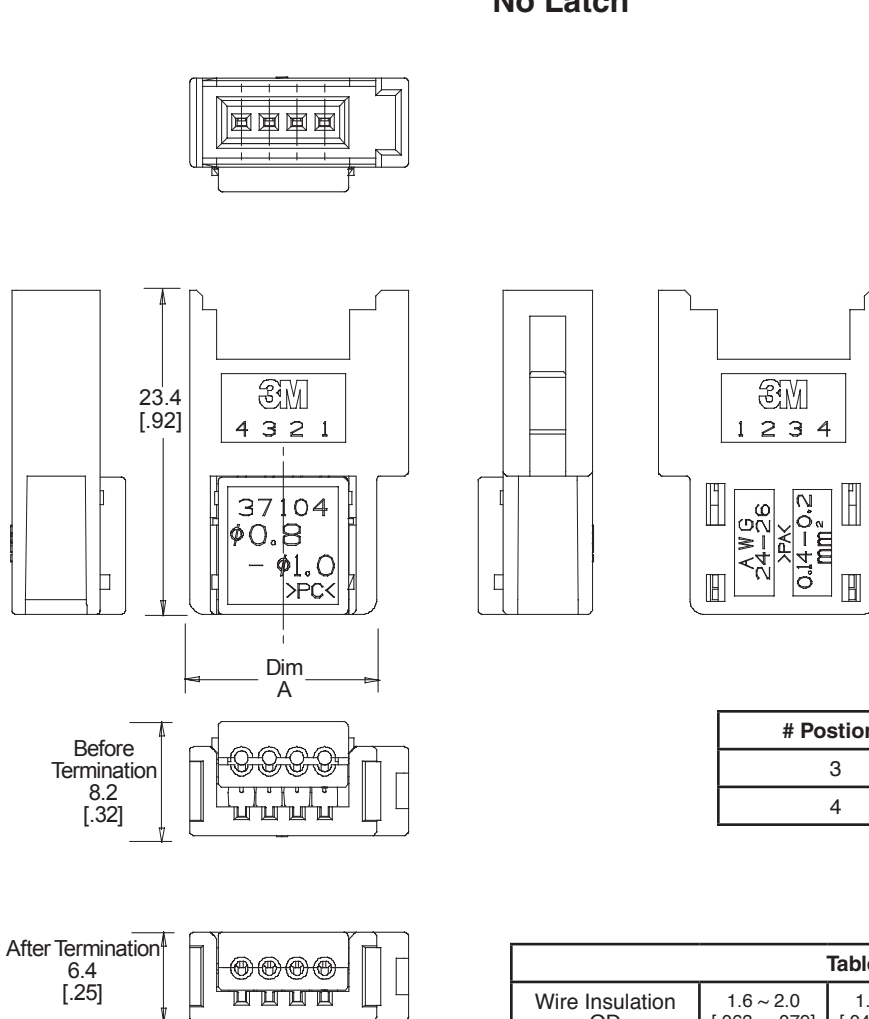 No Latch
23.4
[.92]
3M
4 3 2 1
3M
1 2 3 4
37104
ϕ0.8
- ϕ1.0
>PC<
AWG
24-26
>PA<
0.14-0.2
mm²
Dim
A
Before
Termination
8.2
[.32]
# Postion
3
4
After Termination
6.4
[.25]
Table
Wire Insulation
1.6 ~ 2.0